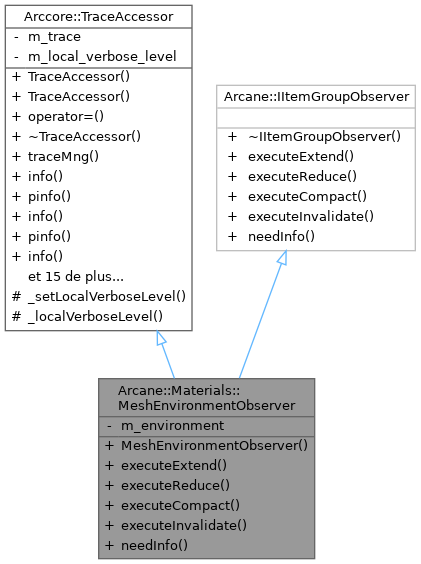 Arccore::TraceAccessor
- m_trace
- m_local_verbose_level
+ TraceAccessor()
+ TraceAccessor()
+ operator=()
+ ~TraceAccessor()
+ traceMng()
+ info()
+ pinfo()
+ info()
+ pinfo()
+ info()
et 15 de plus...
# _setLocalVerboseLevel()
# _localVerboseLevel()
Arcane::IItemGroupObserver
+ ~IItemGroupObserver()
+ executeExtend()
+ executeReduce()
+ executeCompact()
+ executeInvalidate()
+ needInfo()
Arcane::Materials::
MeshEnvironmentObserver
- m_environment
+ MeshEnvironmentObserver()
+ executeExtend()
+ executeReduce()
+ executeCompact()
+ executeInvalidate()
+ needInfo()